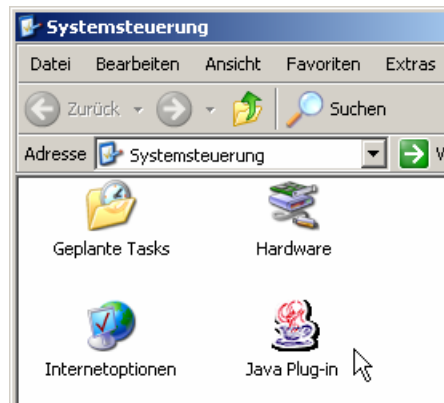 Systemsteuerung
Datei Bearbeiten Ansicht Favoriten Extras
Zurück Suchen
Adresse Systemsteuerung
Geplante Tasks Hardware
Internetoptionen Java Plug-in